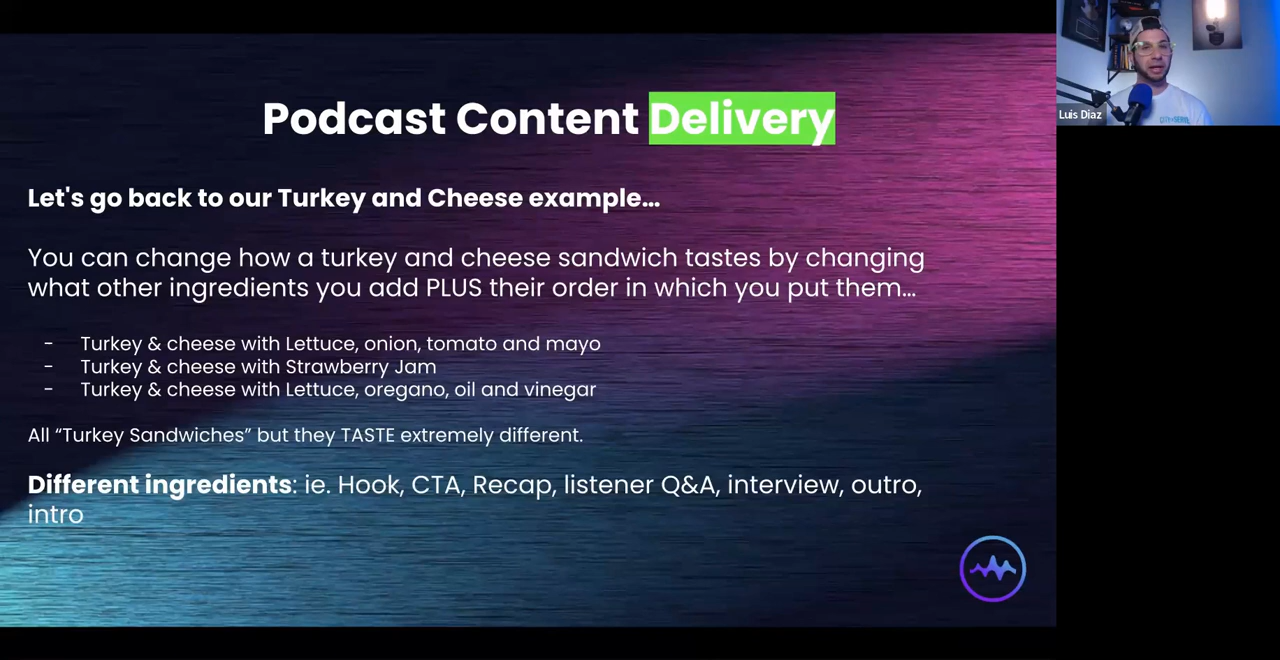 Podcast Content Delivery
Let's go back to our Turkey and Cheese example...
You can change how a turkey and cheese sandwich tastes by changing
what other ingredients you add PLUS their order in which you put them...
- Turkey & cheese with Lettuce, onion, tomato and mayo
- Turkey & cheese with Strawberry Jam
- Turkey & cheese with Lettuce, oregano, oil and vinegar
All “Turkey Sandwiches” but they TASTE extremely different.
Different ingredients: ie. Hook, CTA, Recap, listener Q&A, interview, outro,
intro
Luis Diaz